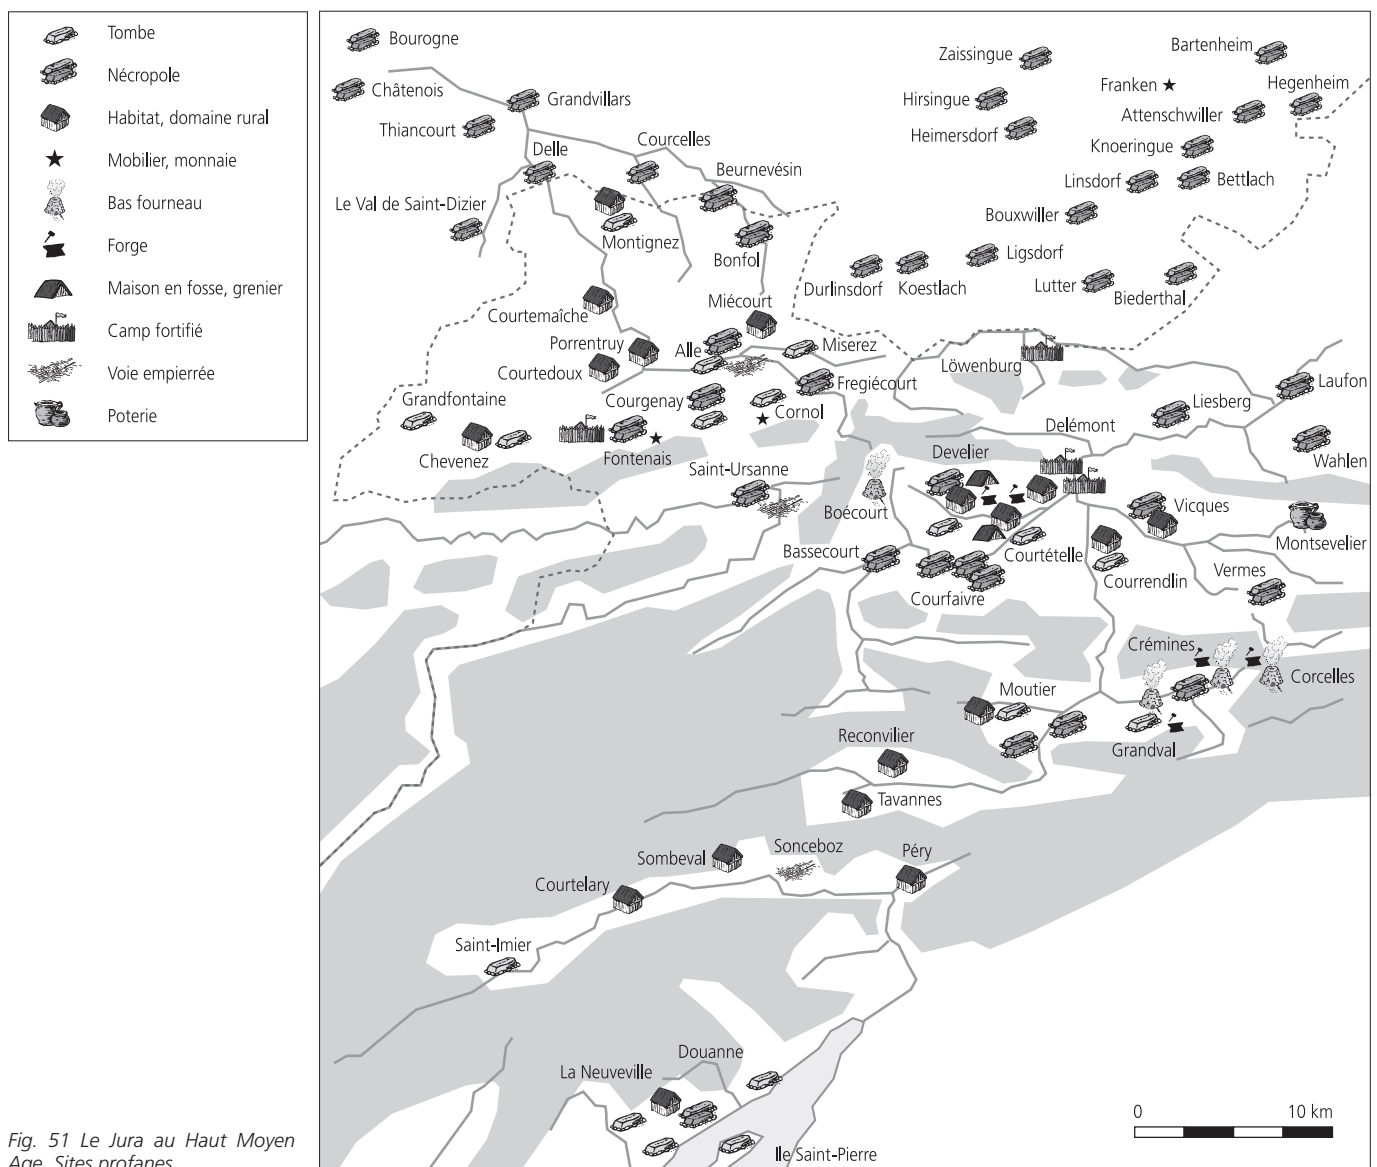 Tombe
Nécropole
Habitat, domaine rural
Mobilier, monnaie
Bas fourneau
Forge
Maison en fosse, grenier
Camp fortifié
Voie empierrée
Poterie
Bourogne
Châtenois
Grandvillars
Thiancourt
Delle
Courcelles
Beurnevésin
Le Val de Saint-Dizier
Montignez
Bonfol
Zaissingue
Bartenheim
Franken
Hegenheim
Hirsingue
Attenschwiller
Heimersdorf
Knoeringue
Linsdorf
Bettlach
Bouxwiller
Ligsdorf
Durlinsdorf
Koestlach
Lutter
Biederthal
Courtemaîche
Miécourt
Porrentruy
Alle
Miserez
Courtedoux
Löwenburg
Laufon
Grandfontaine
Courgenay
Fregiécourt
Cornol
Liesberg
Delémont
Chevenez
Fontenais
Saint-Ursanne
Develier
Wahlen
Boécourt
Vicques
Bassecourt
Courtételle
Montsevelier
Courrendlin
Vermes
Courfaivre
Crémines
Corcelles
Moutier
Grandval
Reconvilier
Tavannes
Sombeval
Sonceboz
Péry
Courtelary
Saint-Imier
Douanne
La Neuveville
Ile Saint-Pierre
0 10 km
Fig. 51 Le Jura au Haut Moyen
Age. Sites profanes